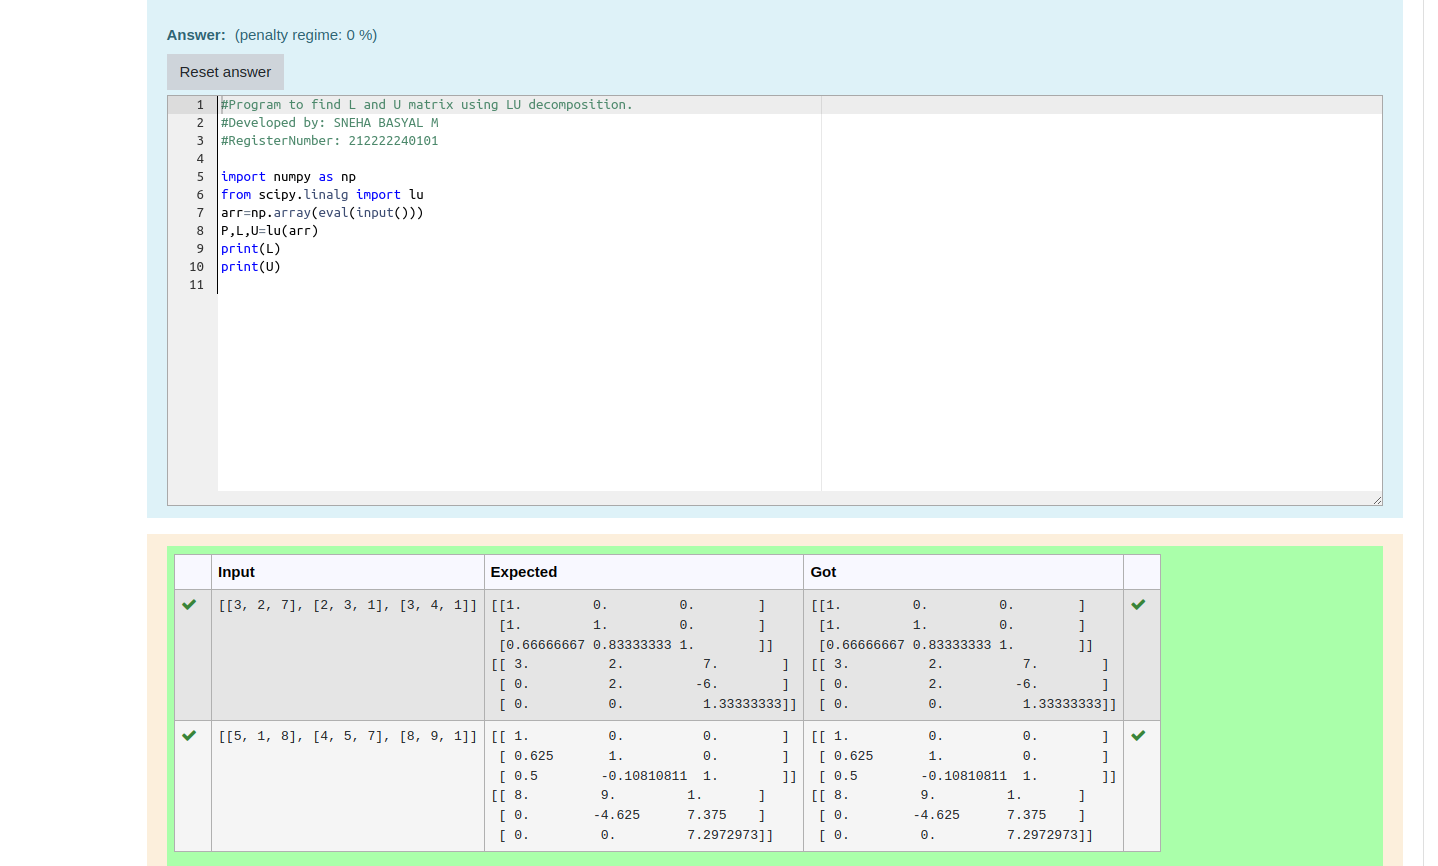 Answer: (penalty regime: 0 %)
Reset answer
1 #Program to find L and U matrix using LU decomposition.
2 #Developed by: SNEHA BASYAL M
3 #RegisterNumber: 212222240101
4
5 import numpy as np
6 from scipy.linalg import lu
7 arr=np.array(eval(input()))
8 P,L,U=lu(arr)
9 print(L)
10 print(U)
11
Input Expected Got
[[3, 2, 7], [2, 3, 1], [3, 4, 1]] [[1. 0. 0. ] [[1. 0. 0. ]
[1. 1. 0. ] [1. 1. 0. ]
[0.66666667 0.83333333 1. ]] [0.66666667 0.83333333 1. ]]
[[ 3. 2. 7. ] [[ 3. 2. 7. ]
[ 0. 2. -6. ] [ 0. 2. -6. ]
[ 0. 0. 1.33333333]] [ 0. 0. 1.33333333]]
[[5, 1, 8], [4, 5, 7], [8, 9, 1]] [[ 1. 0. 0. ] [[ 1. 0. 0. ]
[ 0.625 1. 0. ] [ 0.625 1. 0. ]
[ 0.5 -0.10810811 1. ]] [ 0.5 -0.10810811 1. ]]
[[ 8. 9. 1. ] [[ 8. 9. 1. ]
[ 0. -4.625 7.375 ] [ 0. -4.625 7.375 ]
[ 0. 0. 7.2972973]] [ 0. 0. 7.2972973]]